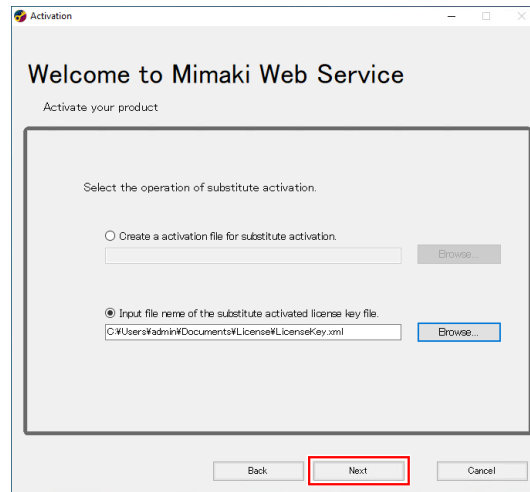 Activation
Welcome to Mimaki Web Service
Activate your product
Select the operation of substitute activation.
Create a activation file for substitute activation.
Browse...
Input file neme of the substitute activated license key file.
C:¥Users¥admin¥Documents¥License¥LicenseKey.xml
Browse...
Back
Next
Cancel